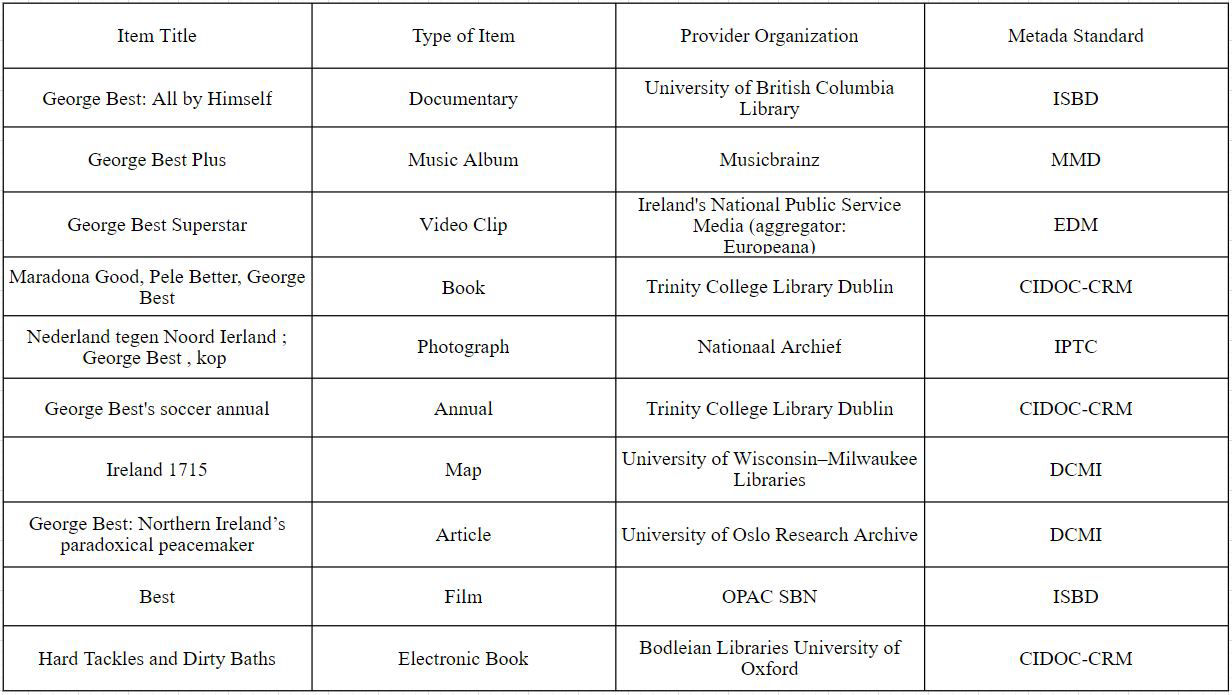 Item Title
Type of Item
Provider Organization
Metada Standard
George Best: All by Himself
Documentary
University of British Columbia
Library
ISBD
George Best Plus
Music Album
Musicbrainz
MMD
George Best Superstar
Video Clip
Ireland's National Public Service
Media (aggregator:
Europeana)
EDM
Maradona Good, Pele Better, George
Best
Book
Trinity College Library Dublin
CIDOC-CRM
Nederland tegen Noord Ierland ;
George Best , kop
Photograph
Nationaal Archief
IPTC
George Best's soccer annual
Annual
Trinity College Library Dublin
CIDOC-CRM
Ireland 1715
Map
University of Wisconsin–Milwaukee
Libraries
DCMI
George Best: Northern Ireland’s
paradoxical peacemaker
Article
University of Oslo Research Archive
DCMI
Best
Film
OPAC SBN
ISBD
Hard Tackles and Dirty Baths
Electronic Book
Bodleian Libraries University of
Oxford
CIDOC-CRM